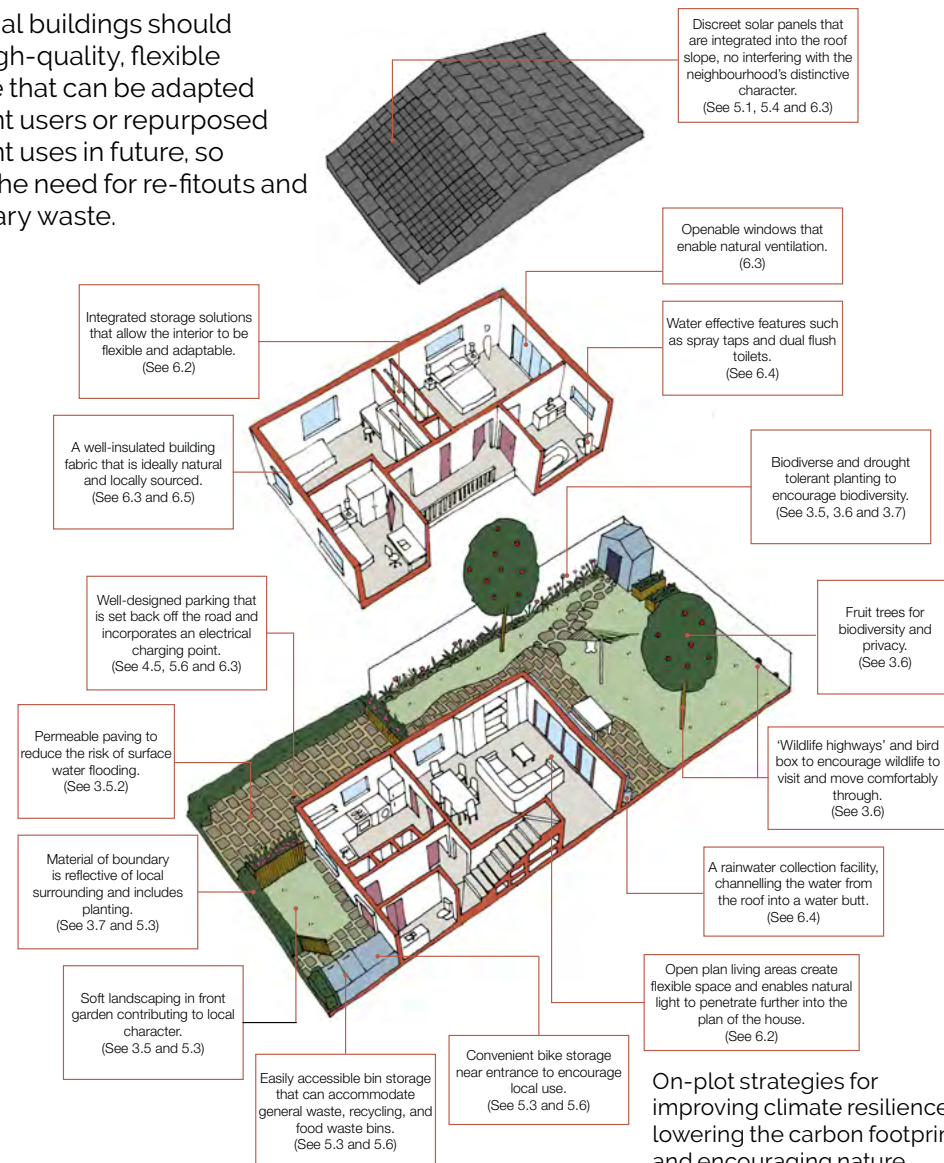 al buildings should
gh-quality, flexible
e that can be adapted
nt users or repurposed
nt uses in future, so
he need for re-fitouts and
ary waste.
Discreet solar panels that
are integrated into the roof
slope, no interfering with the
neighbourhood's distinctive
character.
(See 5.1, 5.4 and 6.3)
Openable windows that
enable natural ventilation.
(6.3)
Integrated storage solutions
that allow the interior to be
flexible and adaptable.
(See 6.2)
Water effective features such
as spray taps and dual flush
toilets.
(See 6.4)
A well-insulated building
fabric that is ideally natural
and locally sourced.
(See 6.3 and 6.5)
Biodiverse and drought
tolerant planting to
encourage biodiversity.
(See 3.5, 3.6 and 3.7)
Well-designed parking that
is set back off the road and
incorporates an electrical
charging point.
(See 4.5, 5.6 and 6.3)
Fruit trees for
biodiversity and
privacy.
(See 3.6)
Permeable paving to
reduce the risk of surface
water flooding.
(See 3.5.2)
'Wildlife highways' and bird
box to encourage wildlife to
visit and move comfortably
through.
(See 3.6)
Material of boundary
is reflective of local
surrounding and includes
planting.
(See 3.7 and 5.3)
A rainwater collection facility,
channelling the water from
the roof into a water butt.
(See 6.4)
Soft landscaping in front
garden contributing to local
character.
(See 3.5 and 5.3)
Open plan living areas create
flexible space and enables natural
light to penetrate further into the
plan of the house.
(See 6.2)
Easily accessible bin storage
that can accommodate
general waste, recycling, and
food waste bins.
(See 5.3 and 5.6)
Convenient bike storage
near entrance to encourage
local use.
(See 5.3 and 5.6)
On-plot strategies for
improving climate resilience
lowering the carbon footprin
and encouraging nature